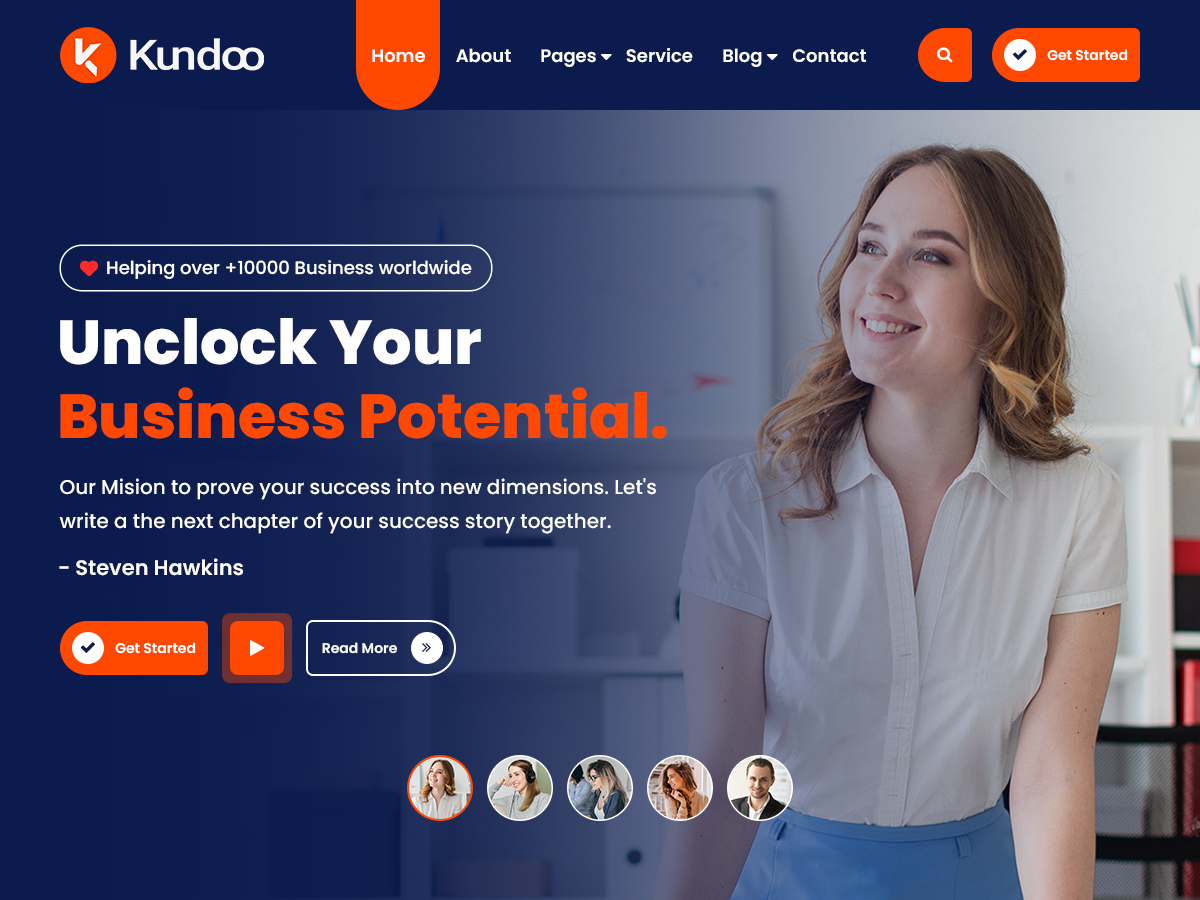 Kundoo
Home
About
Pages
Service
Blog
Contact
Get Started
Helping over +10000 Business worldwide
Unclock Your
Business Potential.
Our Mision to prove your success into new dimensions. Let's
write a the next chapter of your success story together.
- Steven Hawkins
Get Started
Read More